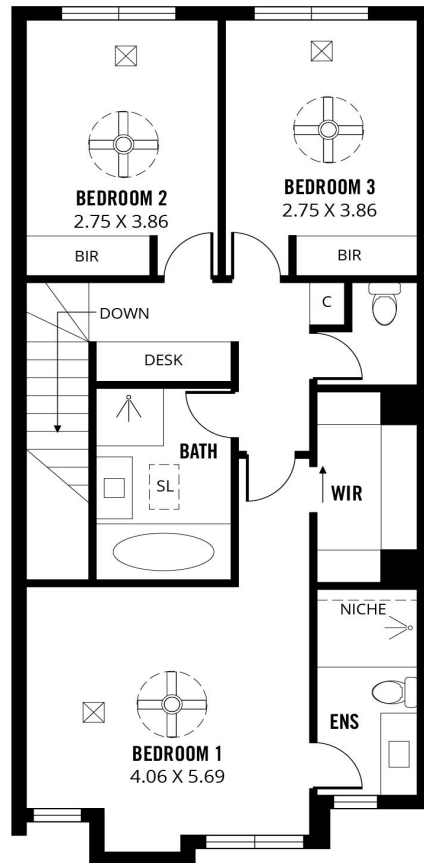 BEDROOM 2
2.75 X 3.86
BEDROOM 3
2.75 X 3.86
BIR
BIR
C
DOWN
DESK
BATH
SL
WIR
NICHE
ENS
BEDROOM 1
4.06 X 5.69